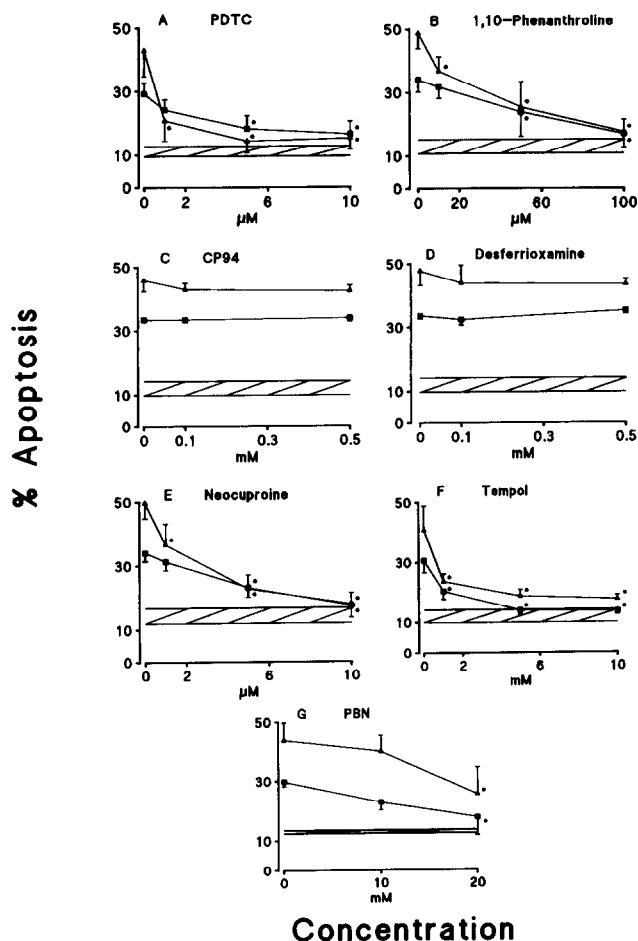 % Apoptosis
A PDTC
50
30
10
0
0 2 6 10
µM
B 1,10-Phenanthroline
50
30
10
0
0 20 60 100
µM
C CP94
50
30
10
0
0 0.1 0.3 0.5
mM
D Desferrioxamine
50
30
10
0
0 0.1 0.3 0.5
mM
E Neocuproine
50
30
10
0
0 2 6 10
µM
F Tempol
50
30
10
0
0 2 6 10
mM
G PBN
50
30
10
0
0 10 20
mM
Concentration